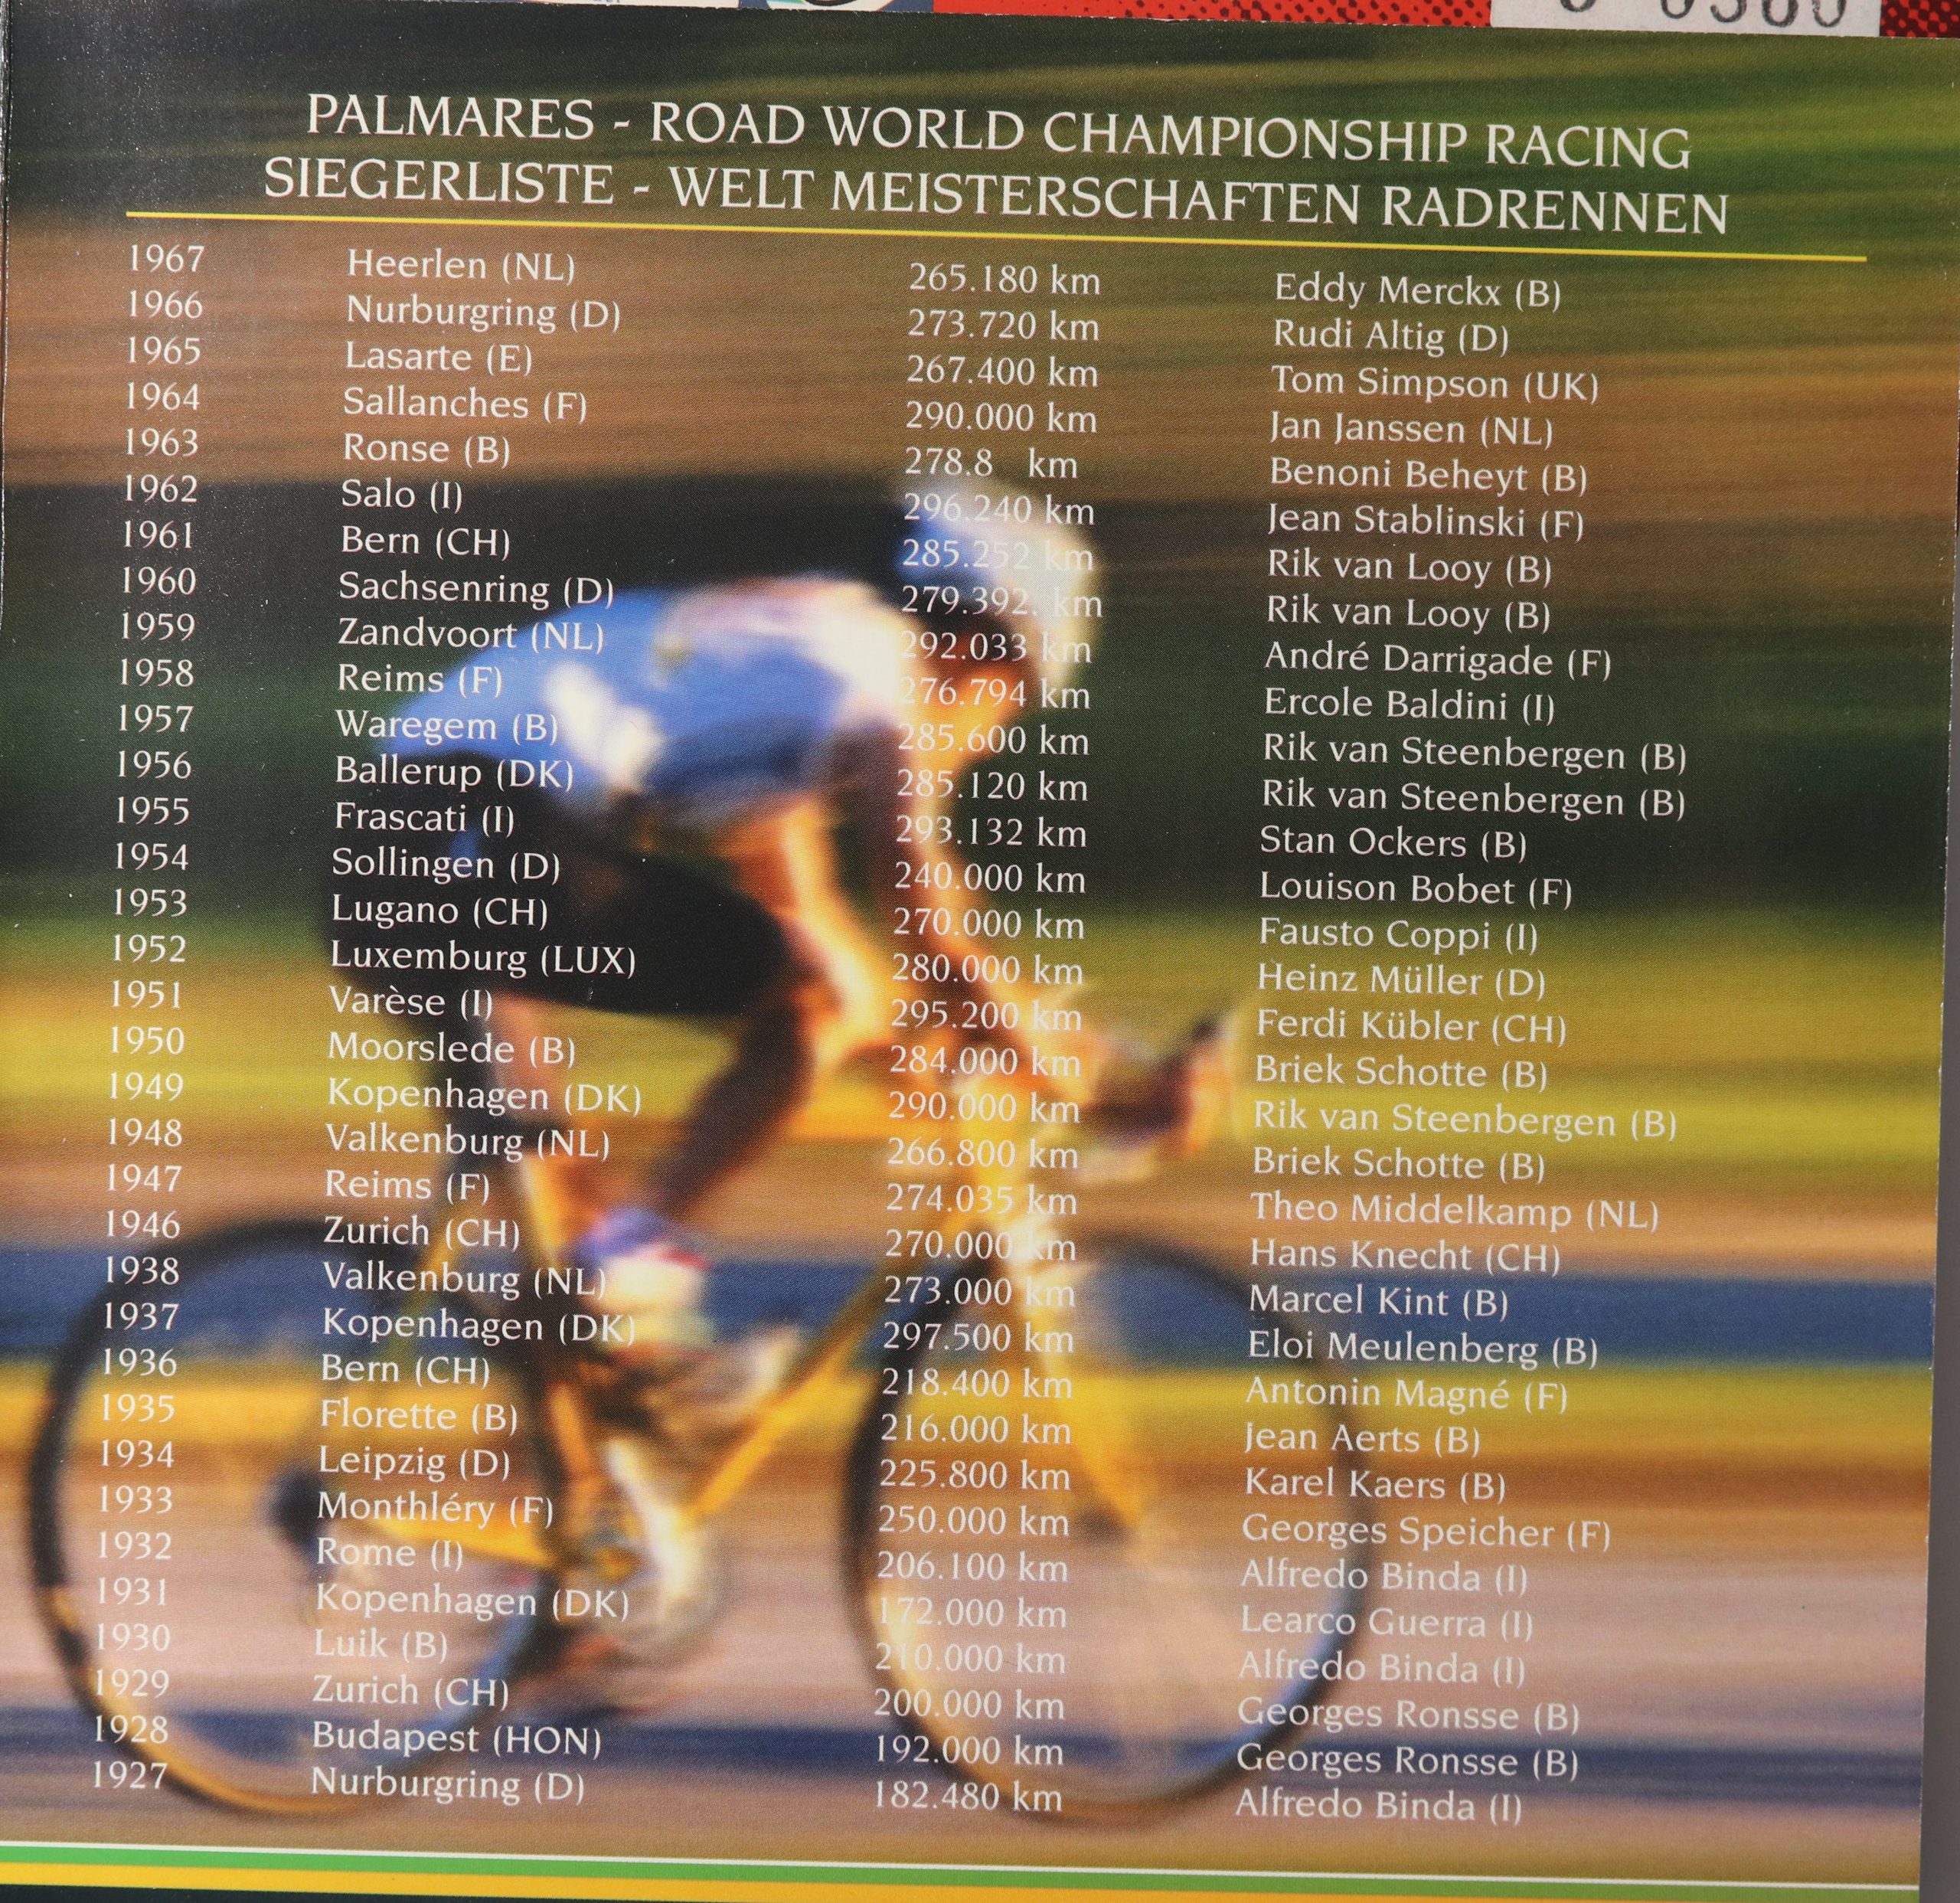 PALMARES - ROAD WORLD CHAMPIONSHIP RACING
SIEGERLISTE - WELT MEISTERSCHAFTEN RADRENNEN
1967 Heerlen (NL) 265.180 km Eddy Merckx (B)
1966 Nurburgring (D) 273.720 km Rudi Altig (D)
1965 Lasarte (E) 267.400 km Tom Simpson (UK)
1964 Sallanches (F) 290.000 km Jan Janssen (NL)
1963 Ronse (B) 278.8 km Benoni Beheyt (B)
1962 Salo (I) 296.240 km Jean Stablinski (F)
1961 Bern (CH) 285.252 km Rik van Looy (B)
1960 Sachsenring (D) 279.392. km Rik van Looy (B)
1959 Zandvoort (NL) 292.033 km André Darrigade (F)
1958 Reims (F) 276.794 km Ercole Baldini (I)
1957 Waregem (B) 285.600 km Rik van Steenbergen (B)
1956 Ballerup (DK) 285.120 km Rik van Steenbergen (B)
1955 Frascati (I) 293.132 km Stan Ockers (B)
1954 Sollingen (D) 240.000 km Louison Bobet (F)
1953 Lugano (CH) 270.000 km Fausto Coppi (I)
1952 Luxemburg (LUX) 280.000 km Heinz Müller (D)
1951 Varèse (I) 295.200 km Ferdi Kübler (CH)
1950 Moorslede (B) 284.000 km Briek Schotte (B)
1949 Kopenhagen (DK) 290.000 km Rik van Steenbergen (B)
1948 Valkenburg (NL) 266.800 km Briek Schotte (B)
1947 Reims (F) 274.035 km Theo Middelkamp (NL)
1946 Zurich (CH) 270.000 km Hans Knecht (CH)
1938 Valkenburg (NL) 273.000 km Marcel Kint (B)
1937 Kopenhagen (DK) 297.500 km Eloi Meulenberg (B)
1936 Bern (CH) 218.400 km Antonin Magné (F)
1935 Florette (B) 216.000 km Jean Aerts (B)
1934 Leipzig (D) 225.800 km Karel Kaers (B)
1933 Monthléry (F) 250.000 km Georges Speicher (F)
1932 Rome (I) 206.100 km Alfredo Binda (I)
1931 Kopenhagen (DK) 172.000 km Learco Guerra (I)
1930 Luik (B) 210.000 km Alfredo Binda (I)
1929 Zurich (CH) 200.000 km Georges Ronsse (B)
1928 Budapest (HON) 192.000 km Georges Ronsse (B)
1927 Nurburgring (D) 182.480 km Alfredo Binda (I)